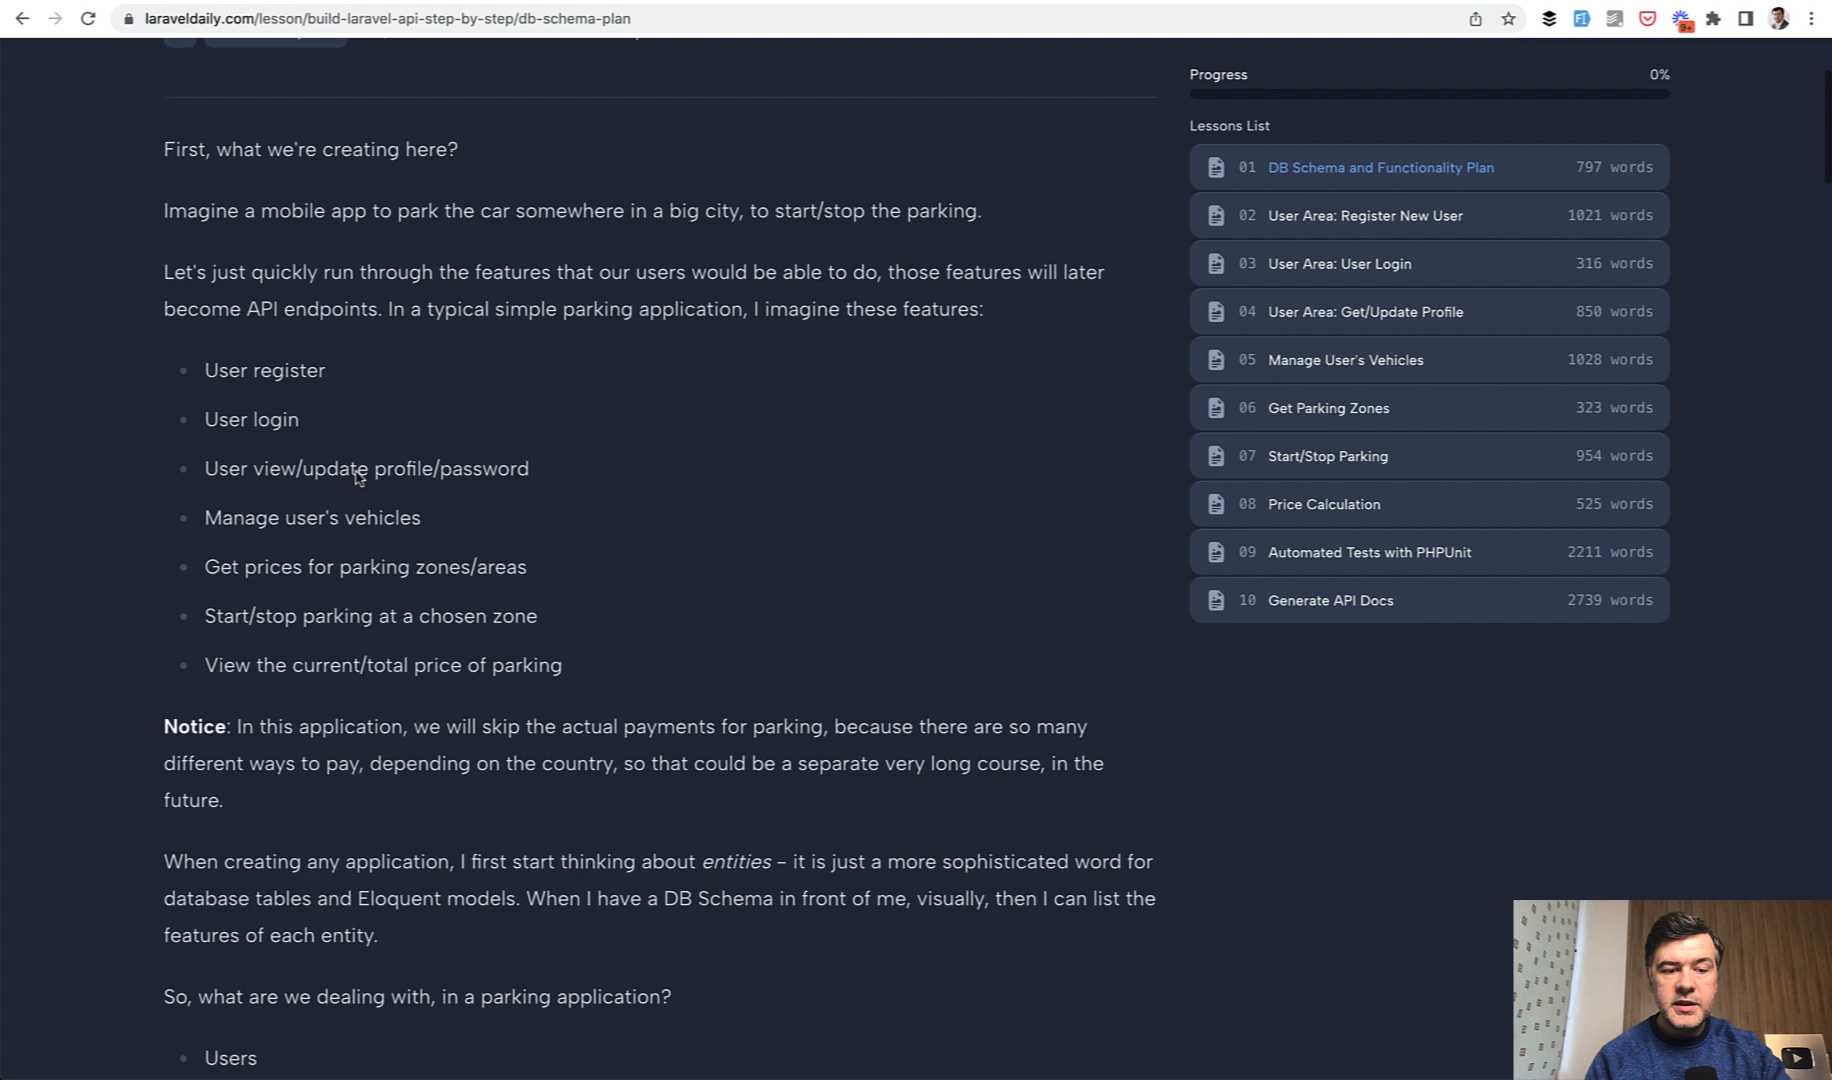 laraveldaily.com/lesson/build-laravel-api-step-by-step/db-schema-plan
9+
First, what we're creating here?
Imagine a mobile app to park the car somewhere in a big city, to start/stop the parking.
Let's just quickly run through the features that our users would be able to do, those features will later
become API endpoints. In a typical simple parking application, I imagine these features:
User register
User login
User view/update profile/password
Manage user's vehicles
Get prices for parking zones/areas
Start/stop parking at a chosen zone
View the current/total price of parking
Notice: In this application, we will skip the actual payments for parking, because there are so many
different ways to pay, depending on the country, so that could be a separate very long course, in the
future.
When creating any application, I first start thinking about entities - it is just a more sophisticated word for
database tables and Eloquent models. When I have a DB Schema in front of me, visually, then I can list the
features of each entity.
So, what are we dealing with, in a parking application?
Users
Progress 0%
Lessons List
01 DB Schema and Functionality Plan 797 words
02 User Area: Register New User 1021 words
03 User Area: User Login 316 words
04 User Area: Get/Update Profile 850 words
05 Manage User's Vehicles 1028 words
06 Get Parking Zones 323 words
07 Start/Stop Parking 954 words
08 Price Calculation 525 words
09 Automated Tests with PHPUnit 2211 words
10 Generate API Docs 2739 words